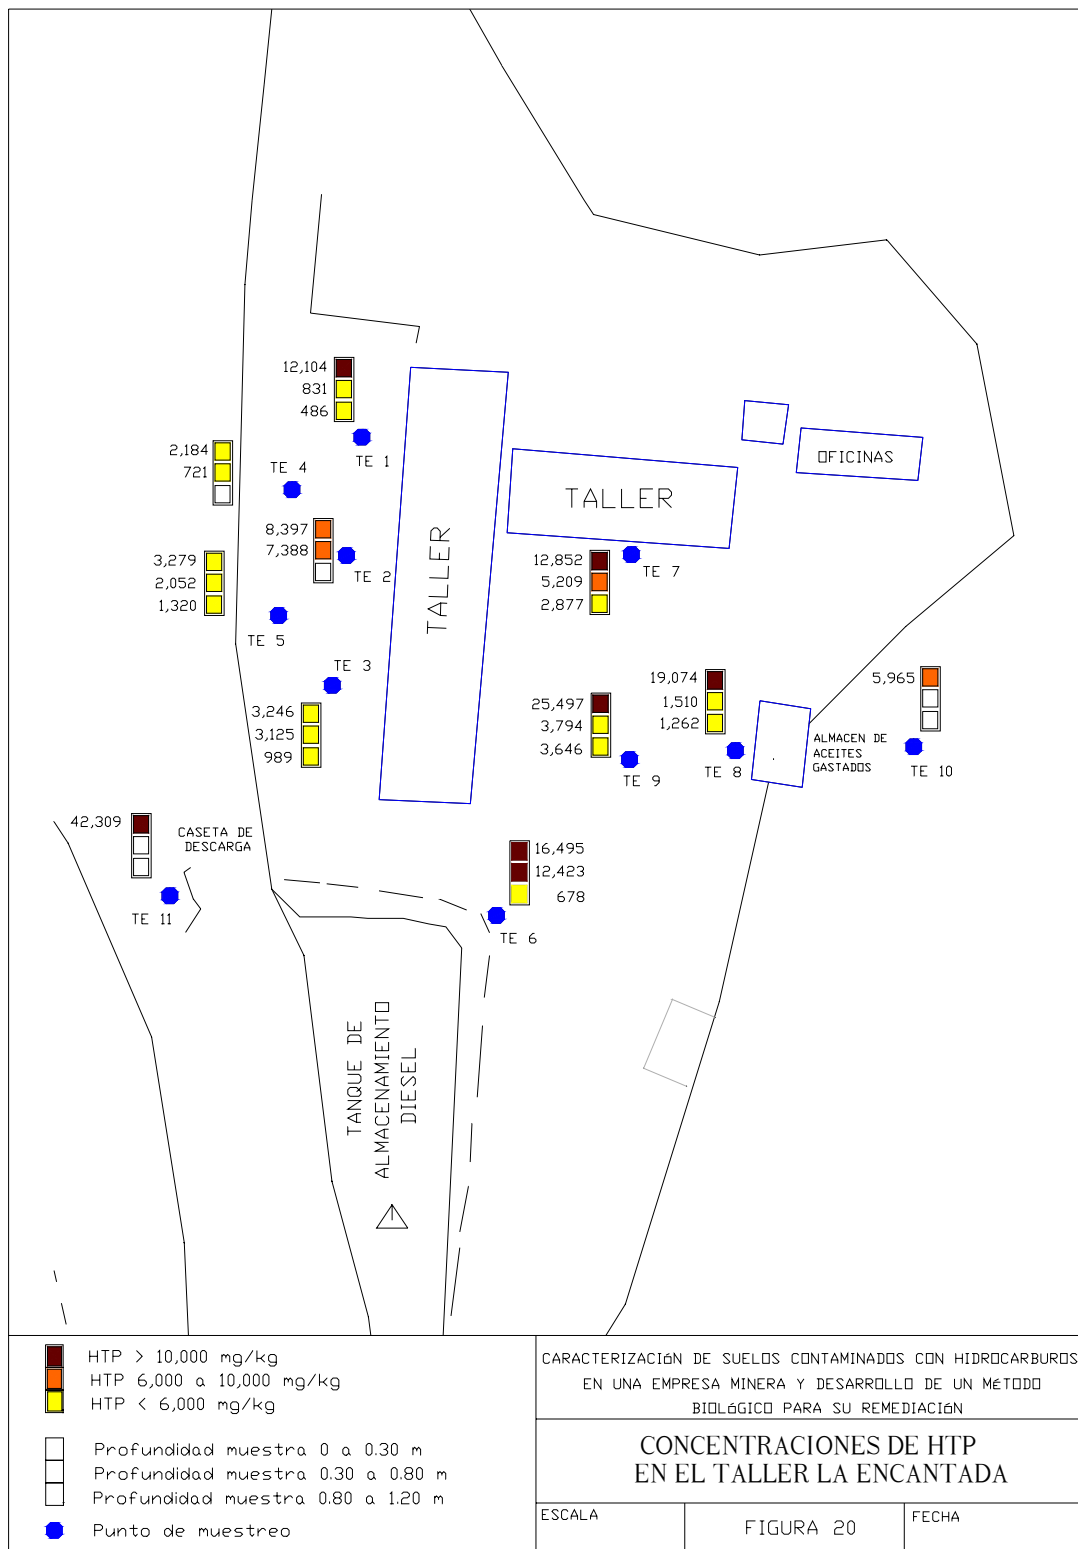 12,104
831
486
TE 1
2,184
721
TE 4
8,397
7,388
TE 2
3,279
2,052
1,320
TE 5
TE 3
3,246
3,125
989
TALLER
TALLER
OFICINAS
12,852
5,209
2,877
TE 7
19,074
1,510
1,262
TE 8
25,497
3,794
3,646
TE 9
5,965
TE 10
ALMACEN DE
ACEITES
GASTADOS
42,309
CASETA DE
DESCARGA
TE 11
16,495
12,423
678
TE 6
TANQUE DE
ALMACENAMIENTO
DIESEL
HTP > 10,000 mg/kg
HTP 6,000 a 10,000 mg/kg
HTP < 6,000 mg/kg
Profundidad muestra 0 a 0.30 m
Profundidad muestra 0.30 a 0.80 m
Profundidad muestra 0.80 a 1.20 m
Punto de muestreo
CARACTERIZACIóN DE SUELOS CONTAMINADOS CON HIDROCARBUROS
EN UNA EMPRESA MINERA Y DESARROLLO DE UN MéTODO
BIOLóGICO PARA SU REMEDIACIóN
CONCENTRACIONES DE HTP
EN EL TALLER LA ENCANTADA
ESCALA
FIGURA 20
FECHA